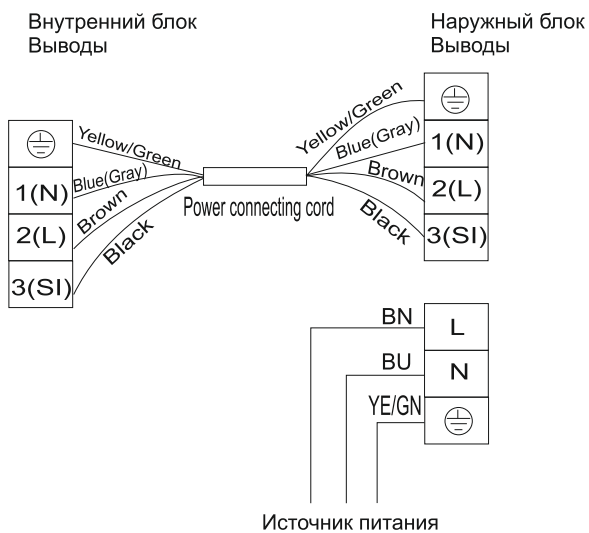 Внутренний блок
Выводы
Наружный блок
Выводы
Yellow/Green
1(N)
Blue(Gray)
2(L)
Brown
3(SI)
Black
Power connecting cord
Yellow/Green
Blue(Gray)
1(N)
Brown
2(L)
Black
3(SI)
BN
L
BU
N
YE/GN
Источник питания